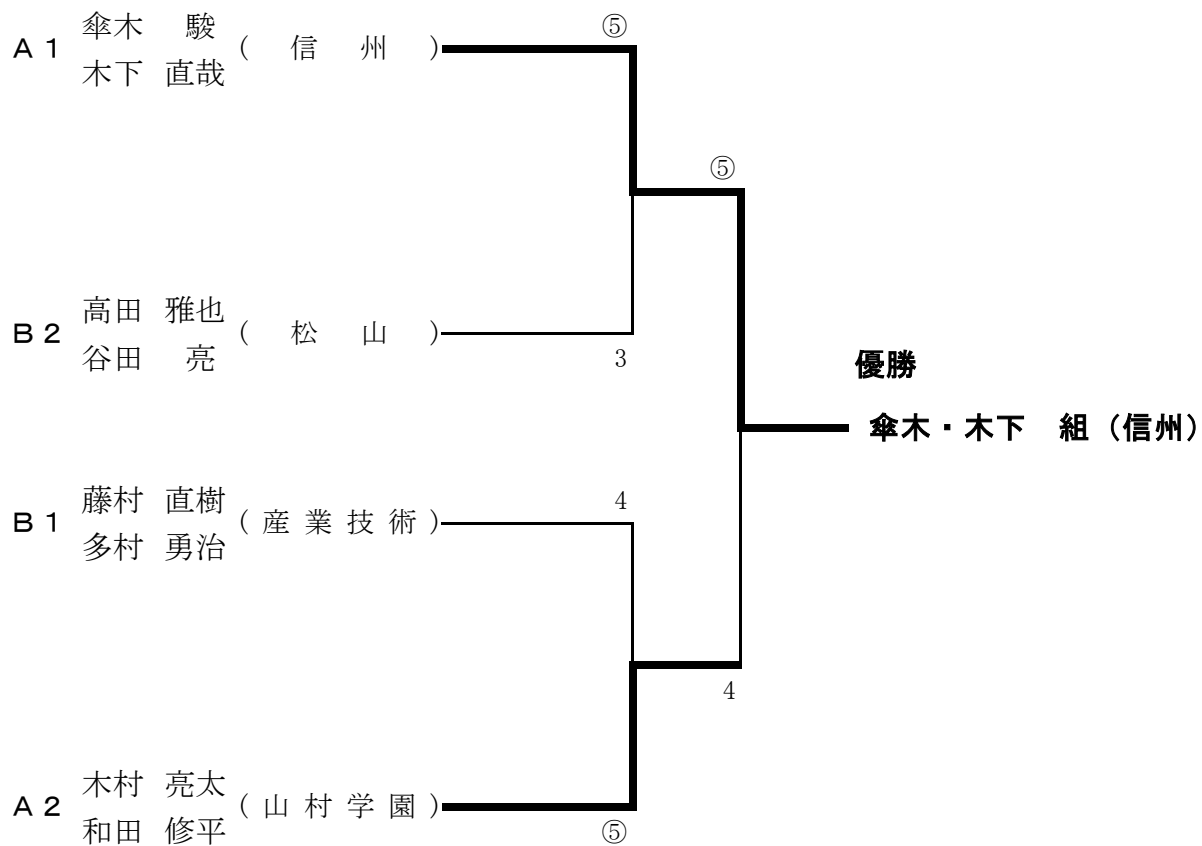 ⑤
傘木 駿
A1 (信州)
木下 直哉
⑤
高田 雅也
B2 (松山)
谷田 亮
3
優勝
傘木・木下 組(信州)
藤村 直樹
4
B1 (産業技術)
多村 勇治
4
木村 亮太
A2 (山村学園)
和田 修平
⑤